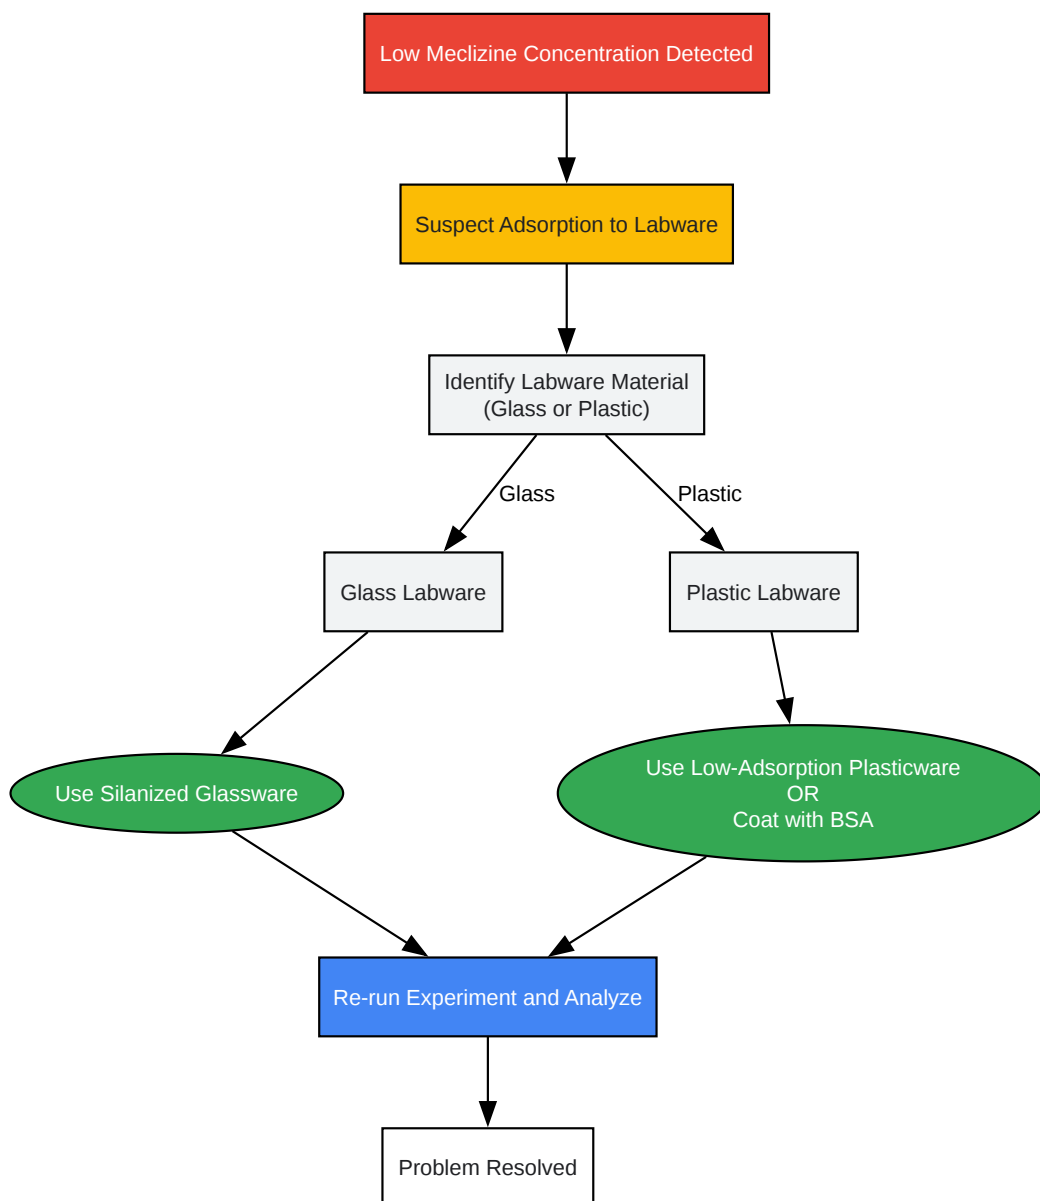 Low Meclizine Concentration Detected
Suspect Adsorption to Labware
Identify Labware Material
(Glass or Plastic)
Glass
Plastic
Glass Labware
Plastic Labware
Use Silanized Glassware
Use Low-Adsorption Plasticware
OR
Coat with BSA
Re-run Experiment and Analyze
Problem Resolved